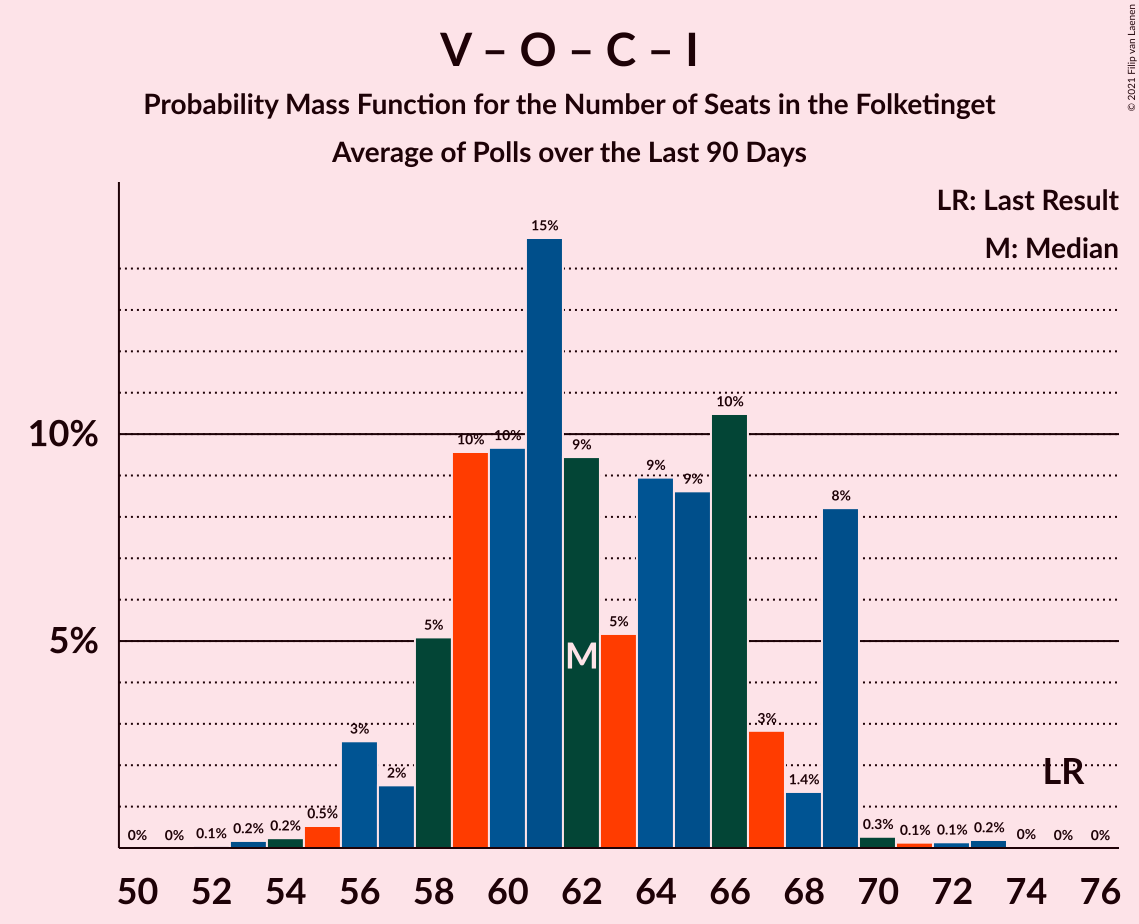 V – O – C – I
Probability Mass Function for the Number of Seats in the Folketinget
Average of Polls over the Last 90 Days
© 2021 Filip van Laenen
LR: Last Result
M: Median
10%
5%
0% 0% 0.1% 0.2% 0.2% 0.5% 3% 2% 5% 10% 10% 15% 9% 5% 9% 9% 10% 3% 1.4% 8% 0.3% 0.1% 0.1% 0.2% 0% 0% 0%
M
LR
50 52 54 56 58 60 62 64 66 68 70 72 74 76